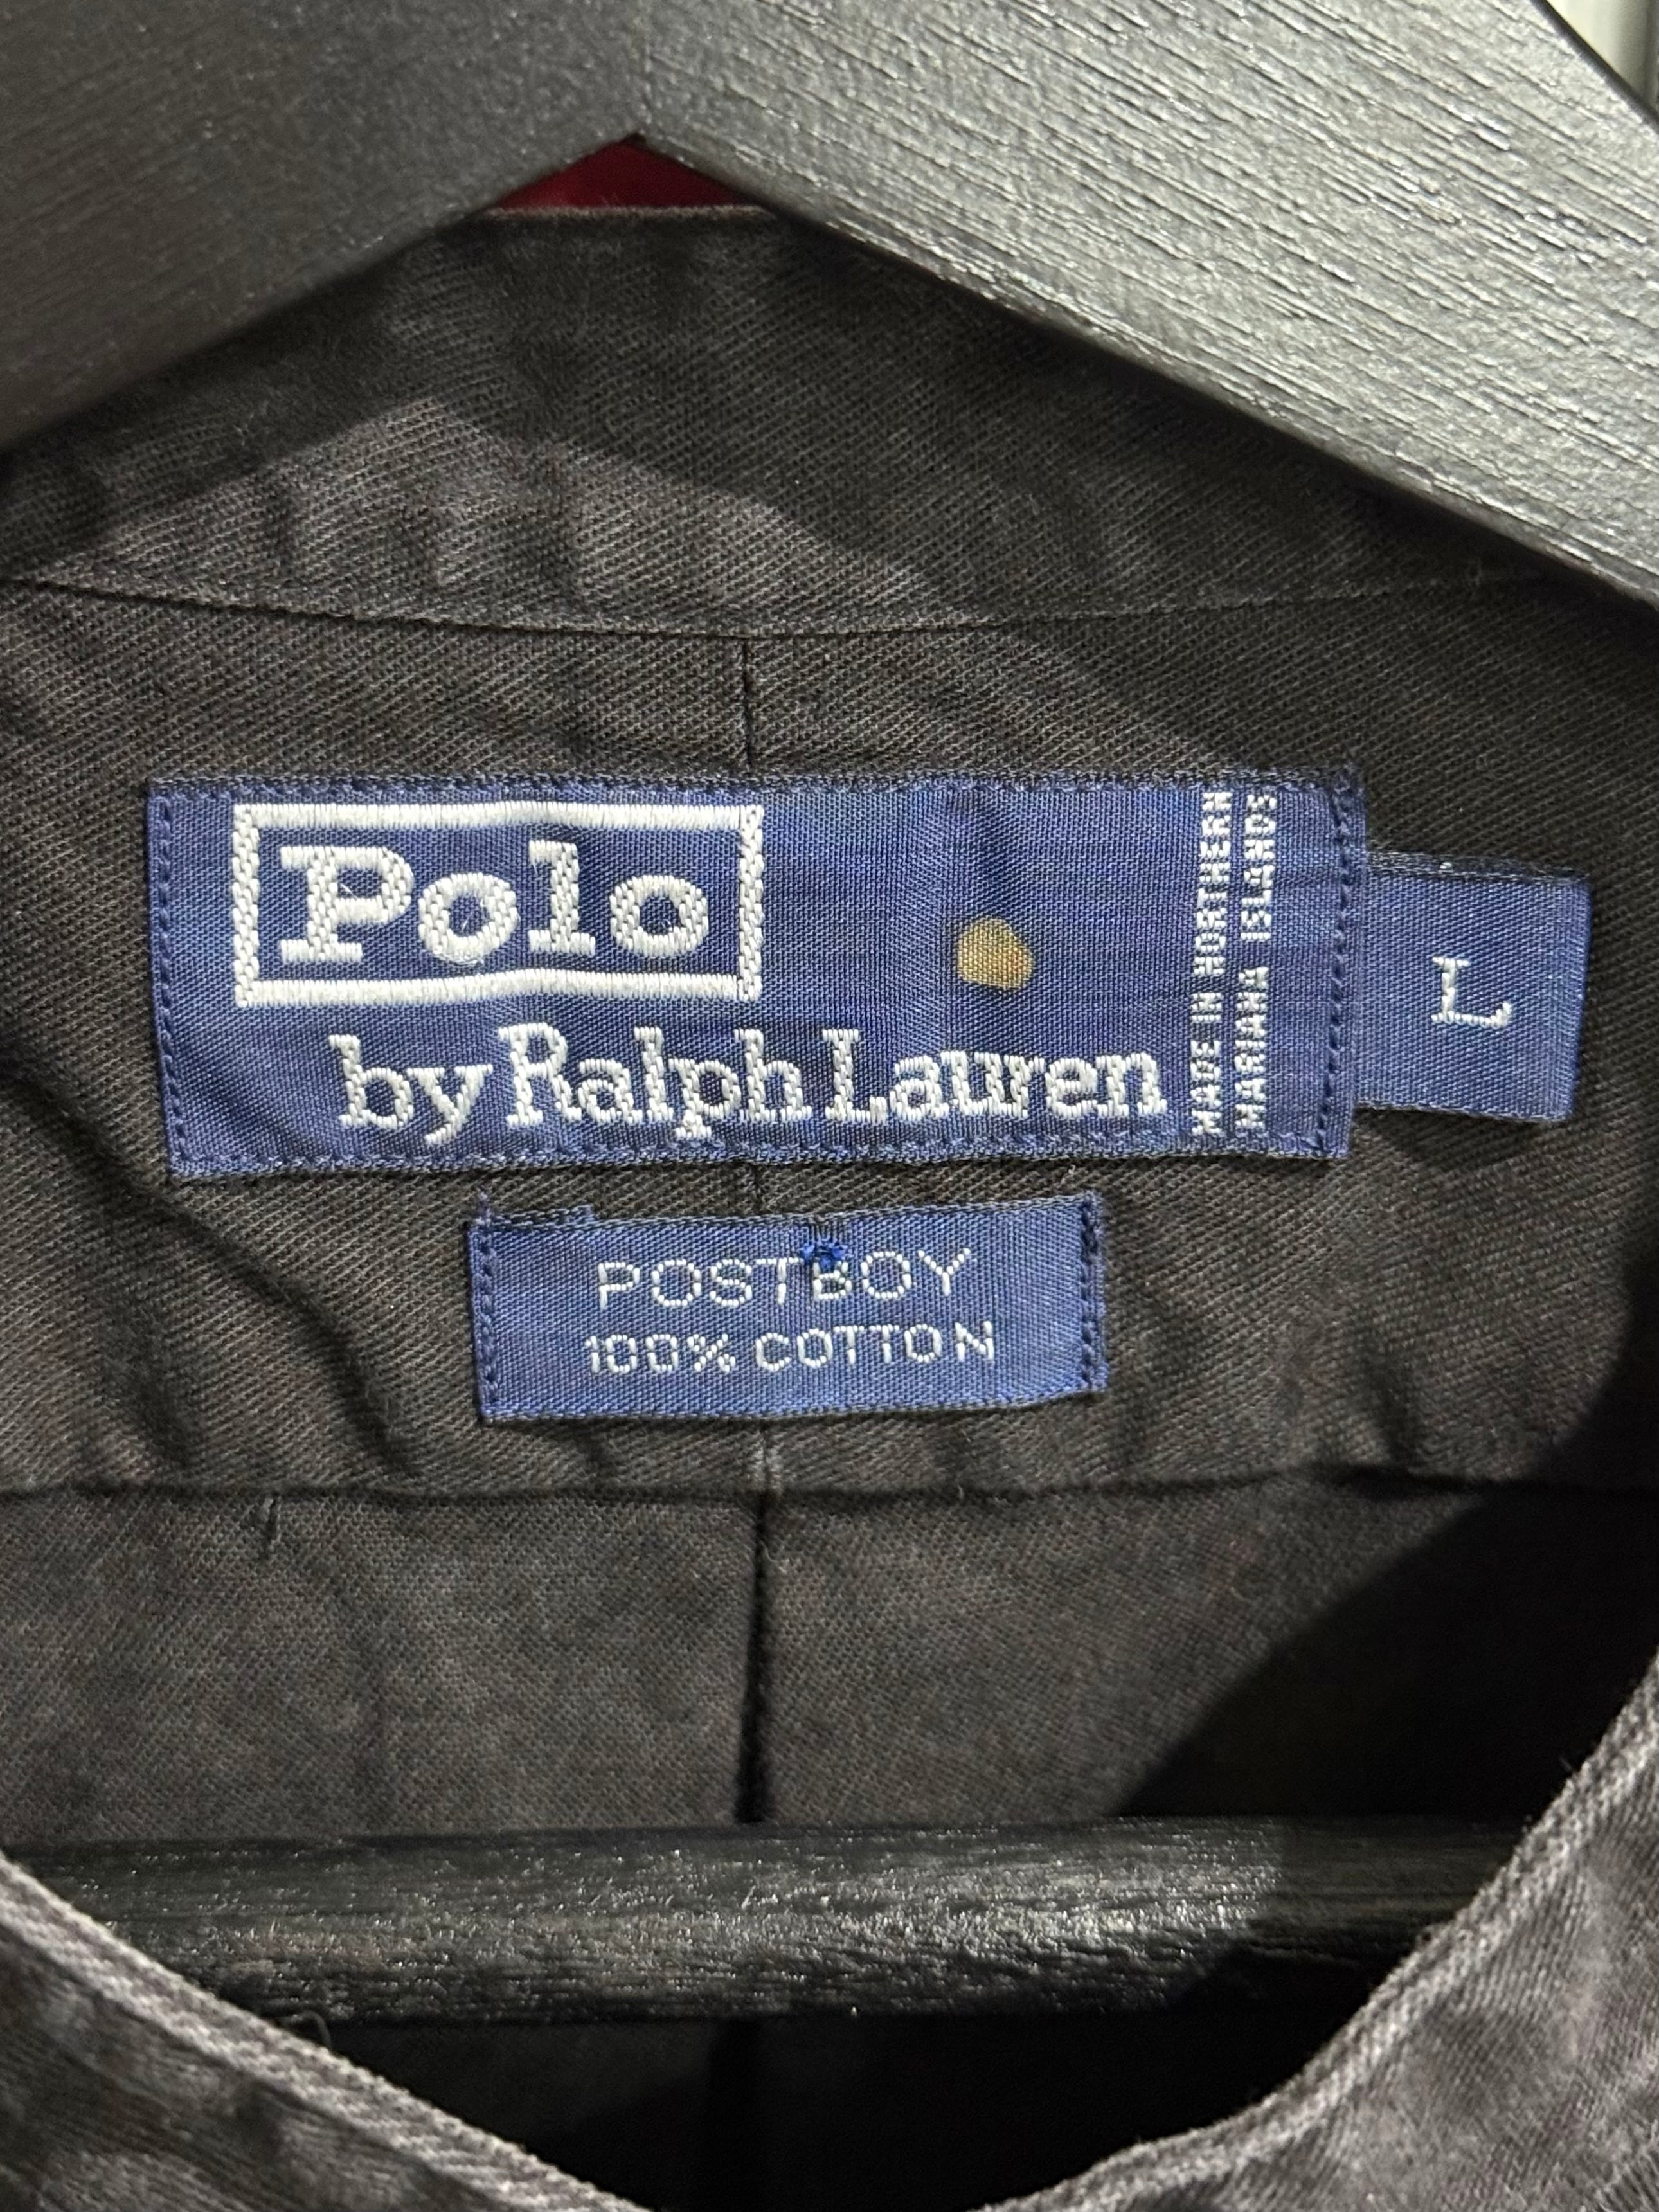 Polo
by Ralph Lauren
MADE IN NORTHERN
MARIANA ISLANDS
L
POSTBOY
100% COTTON